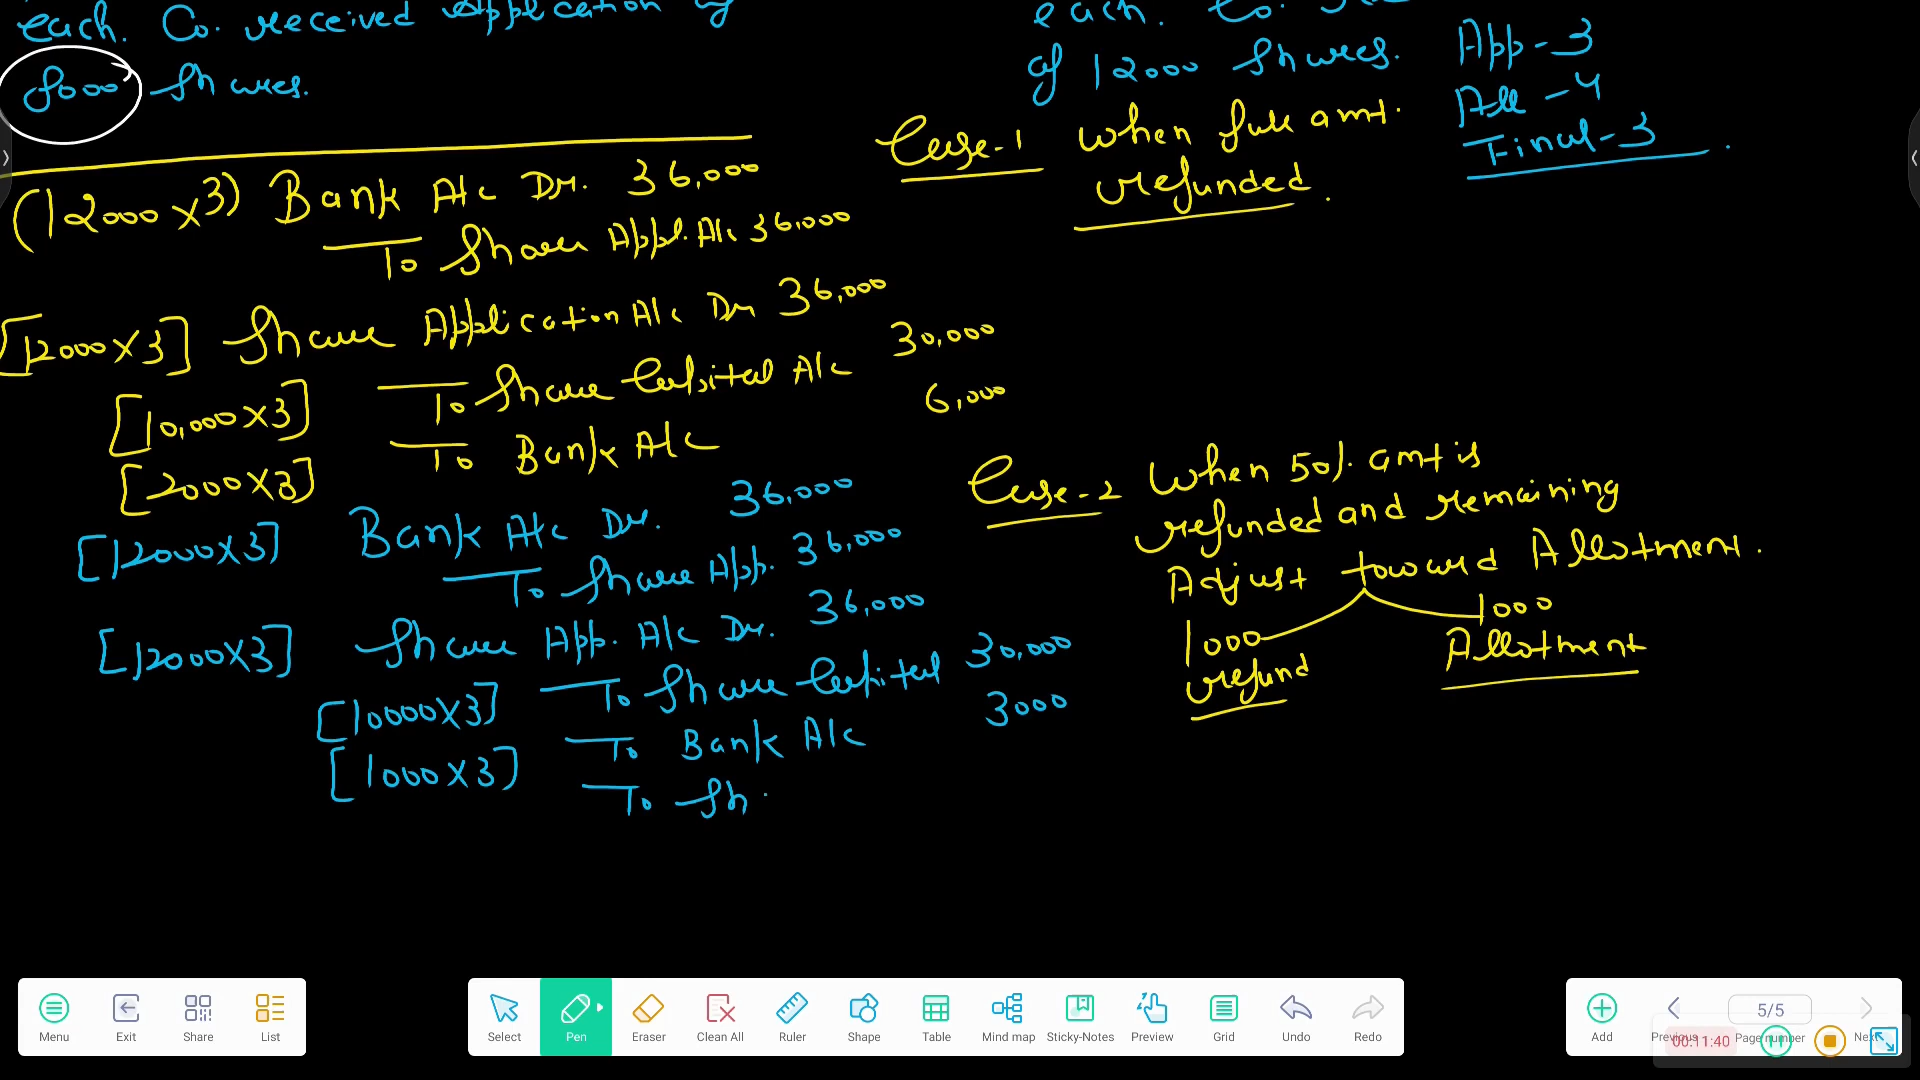 each. Co. received Application of
8000 Shares.
each. Co.
of 12000 Shares.
App-3
All-4
Final-3
Case-1 When full amt.
refunded.
(12000 x 3) Bank A/c Dr. 36,000
To Share Appl. A/c 36,000
[12000 x 3] Share Application A/c Dr 36,000
[10,000 x 3] To Share Capital A/c 30,000
[2000 x 3] To Bank A/c 6,000
Case-2 When 50% amt is
refunded and remaining
Adjust toward Allotment.
1000 refund
1000 Allotment
[12000 x 3] Bank A/c Dr. 36,000
To Share App. 36,000
[12000 x 3] Share App. A/c Dr. 36,000
[10000 x 3] To Share Capital 30,000
[1000 x 3] To Bank A/c 3000
To Sh
Menu Exit Share List
Select Pen Eraser Clean All Ruler Shape Table Mind map Sticky-Notes Preview Grid Undo Redo
Add Previous 5/5 Page number Next
00:11:40